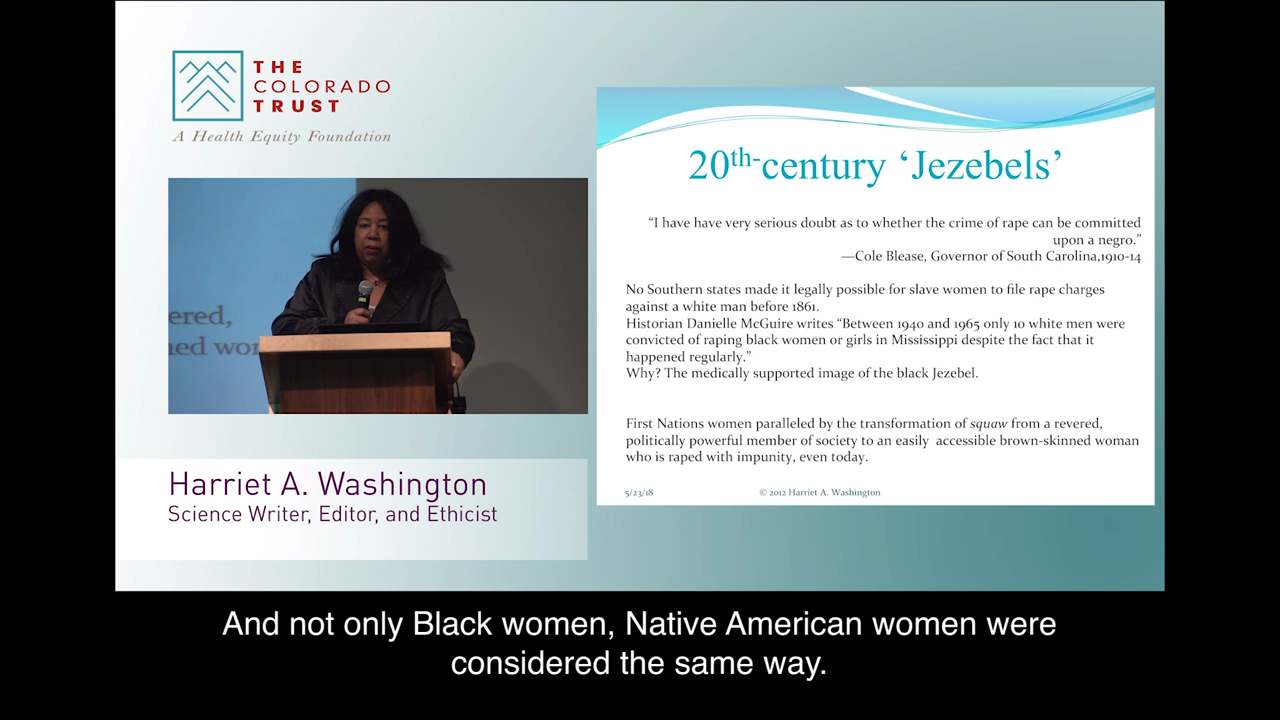 THE
COLORADO
TRUST
A Health Equity Foundation
20th-century ‘Jezebels’
“I have have very serious doubt as to whether the crime of rape can be committed
upon a negro.”
—Cole Blease, Governor of South Carolina,1910-14
No Southern states made it legally possible for slave women to file rape charges
against a white man before 1861.
Historian Danielle McGuire writes “Between 1940 and 1965 only 10 white men were
convicted of raping black women or girls in Mississippi despite the fact that it
happened regularly.”
Why? The medically supported image of the black Jezebel.
First Nations women paralleled by the transformation of squaw from a revered,
politically powerful member of society to an easily accessible brown-skinned woman
who is raped with impunity, even today.
5/23/18 © 2012 Harriet A. Washington
ered,
ned wor
Harriet A. Washington
Science Writer, Editor, and Ethicist
And not only Black women, Native American women were
considered the same way.